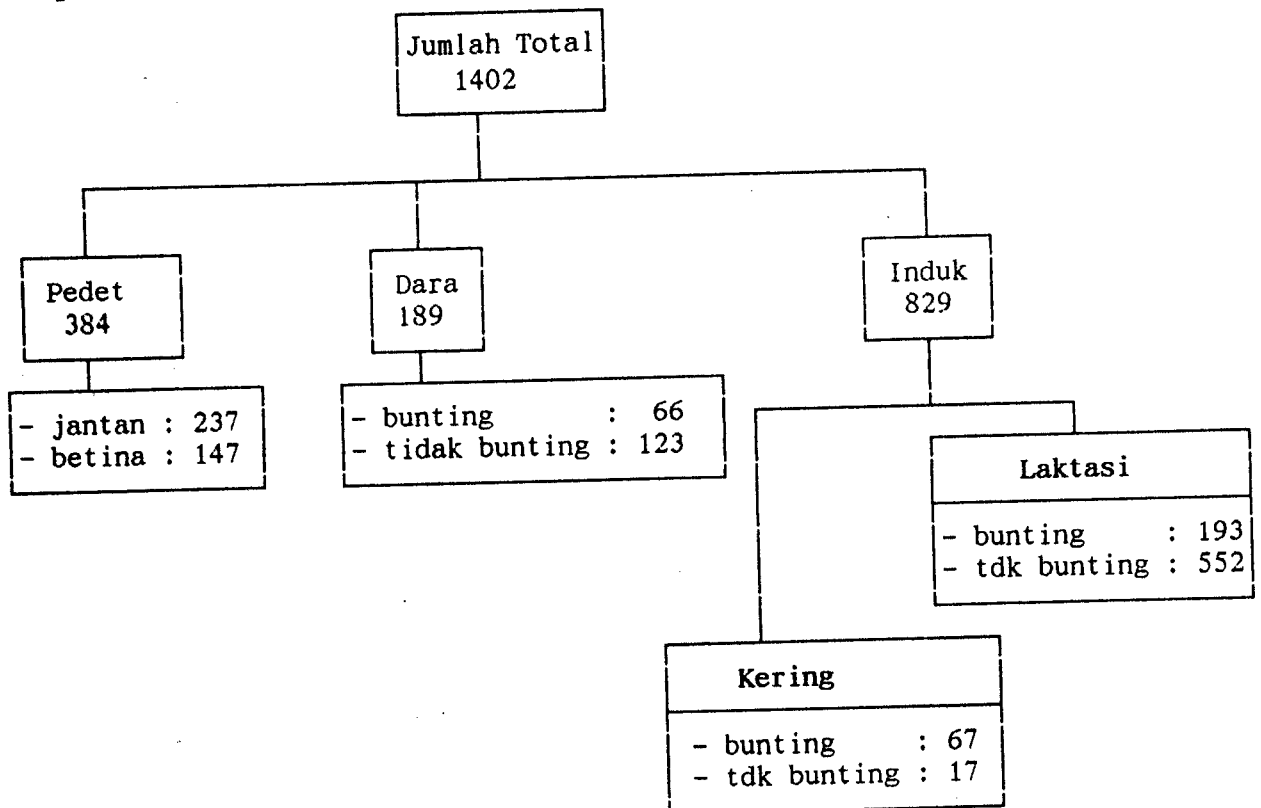 Jumlah Total
1402
Pedet
384
- jantan : 237
- betina : 147
Dara
189
- bunting : 66
- tidak bunting : 123
Induk
829
Laktasi
- bunting : 193
- tdk bunting : 552
Kering
- bunting : 67
- tdk bunting : 17